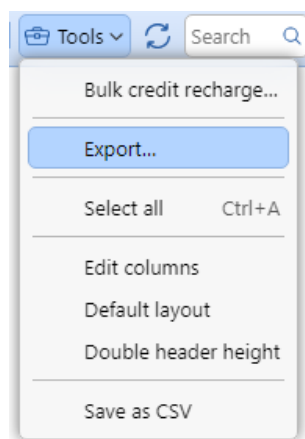 Tools Search
Bulk credit recharge...
Export...
Select all Ctrl+A
Edit columns
Default layout
Double header height
Save as CSV